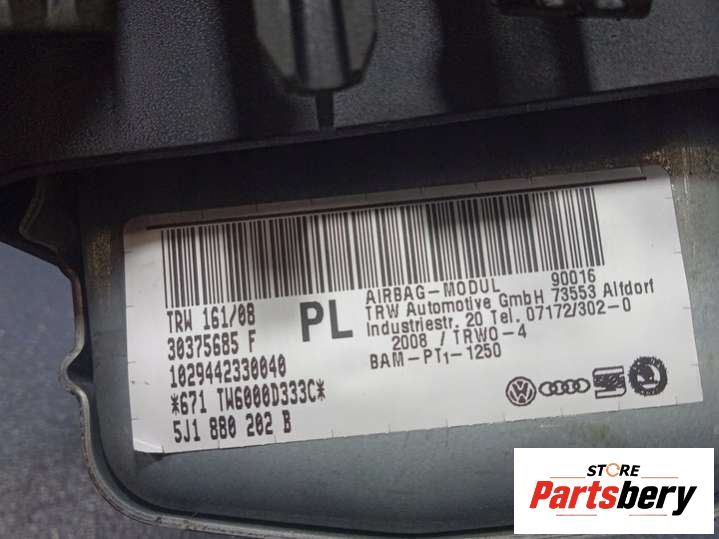 TRW 161/08
30375685 F
1029442330040
*671 TW6000D333C*
5J1 880 202 B
PL
AIRBAG-MODUL 90016
TRW Automotive GmbH 73553 Alfdorf
Industriestr. 20 Tel. 07172/302-0
2008 / TRWO-4
BAM-PT1-1250
STORE
Partsbery